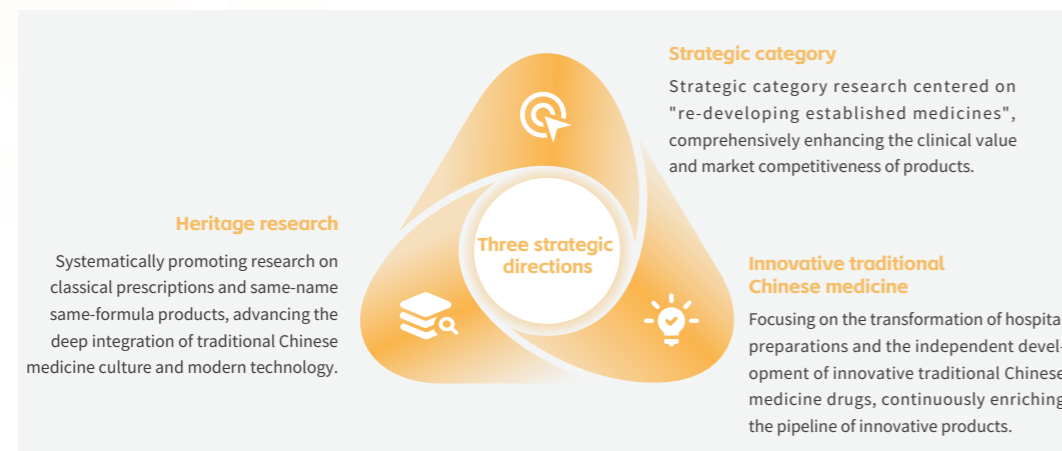 Strategic category
Strategic category research centered on
"re-developing established medicines",
comprehensively enhancing the clinical value
and market competitiveness of products.
Heritage research
Systematically promoting research on
classical prescriptions and same-name
same-formula products, advancing the
deep integration of traditional Chinese
medicine culture and modern technology.
Three strategic
directions
Innovative traditional
Chinese medicine
Focusing on the transformation of hospital
preparations and the independent devel-
opment of innovative traditional Chinese
medicine drugs, continuously enriching
the pipeline of innovative products.